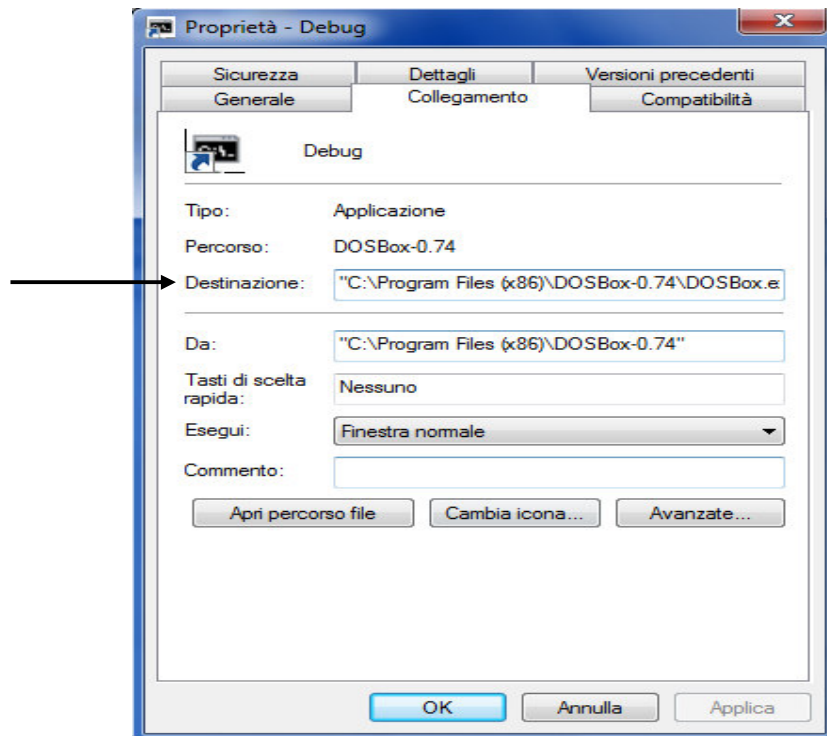 Proprietà - Debug
Sicurezza Dettagli Versioni precedenti
Generale Collegamento Compatibilità
Debug
Tipo: Applicazione
Percorso: DOSBox-0.74
Destinazione: "C:\Program Files (x86)\DOSBox-0.74\DOSBox.e
Da: "C:\Program Files (x86)\DOSBox-0.74"
Tasti di scelta
rapida: Nessuno
Esegui: Finestra normale
Commento:
Apri percorso file Cambia icona... Avanzate...
OK Annulla Applica